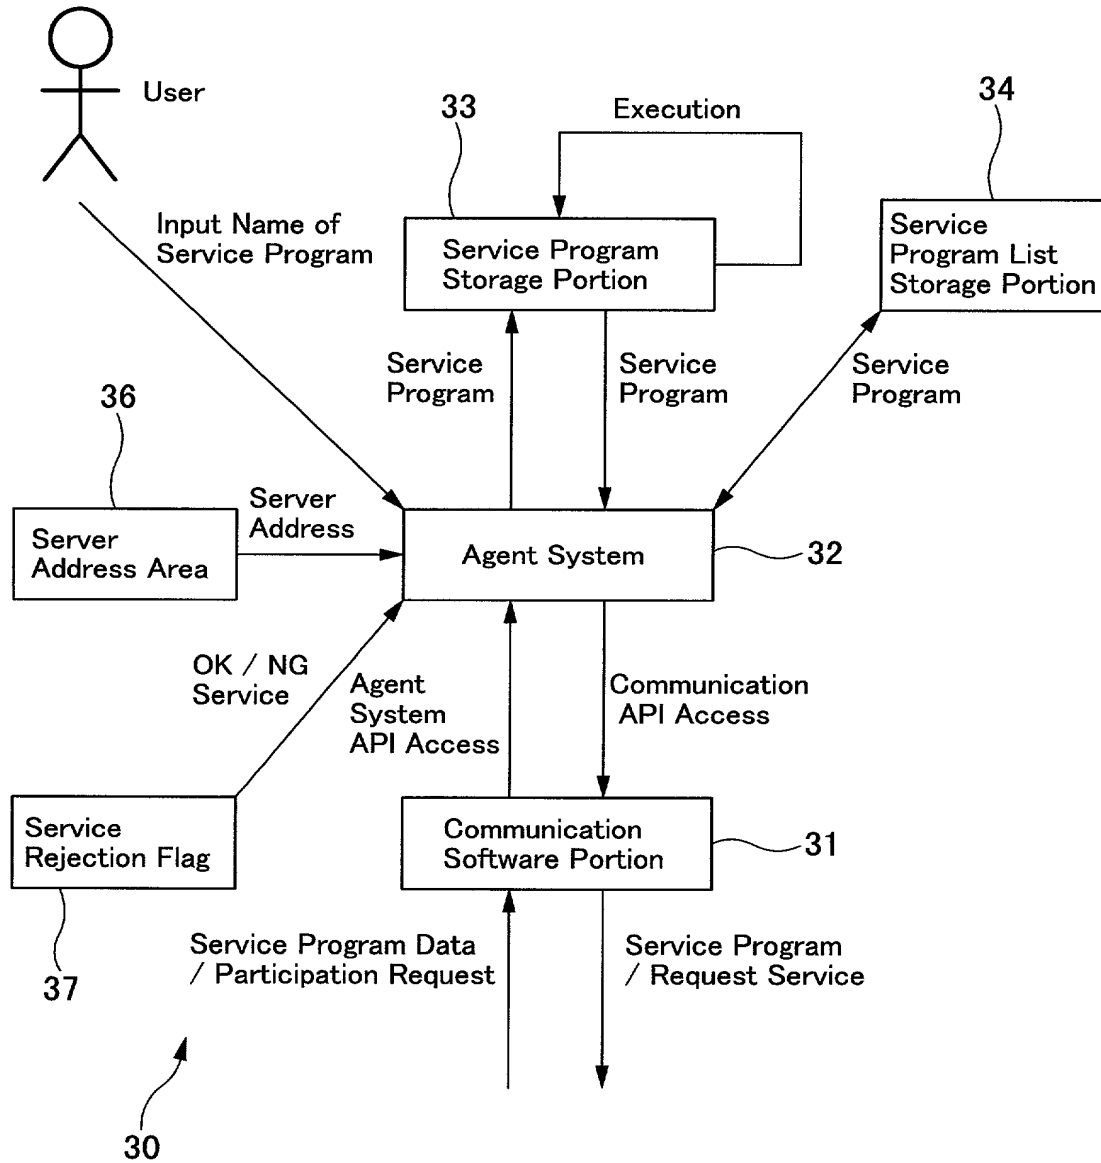 User
33
Execution
34
Input Name of
Service Program
Service Program
Storage Portion
Service
Program List
Storage Portion
Service
Program
Service
Program
Service
Program
36
Server
Address
Server
Address Area
Agent System
32
OK / NG
Service
Agent
System
API Access
Communication
API Access
Service
Rejection Flag
Communication
Software Portion
31
37
Service Program Data
/ Participation Request
Service Program
/ Request Service
30